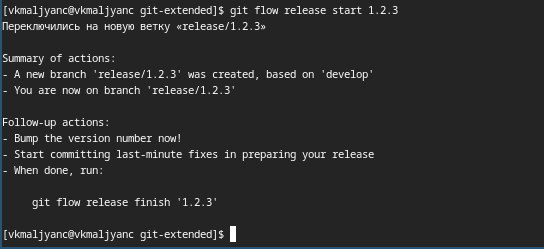 [vkmaljyanc@vkmaljyanc git-extended]$ git flow release start 1.2.3
Переключились на новую ветку «release/1.2.3»
Summary of actions:
- A new branch 'release/1.2.3' was created, based on 'develop'
- You are now on branch 'release/1.2.3'
Follow-up actions:
- Bump the version number now!
- Start committing last-minute fixes in preparing your release
- When done, run:
git flow release finish '1.2.3'
[vkmaljyanc@vkmaljyanc git-extended]$